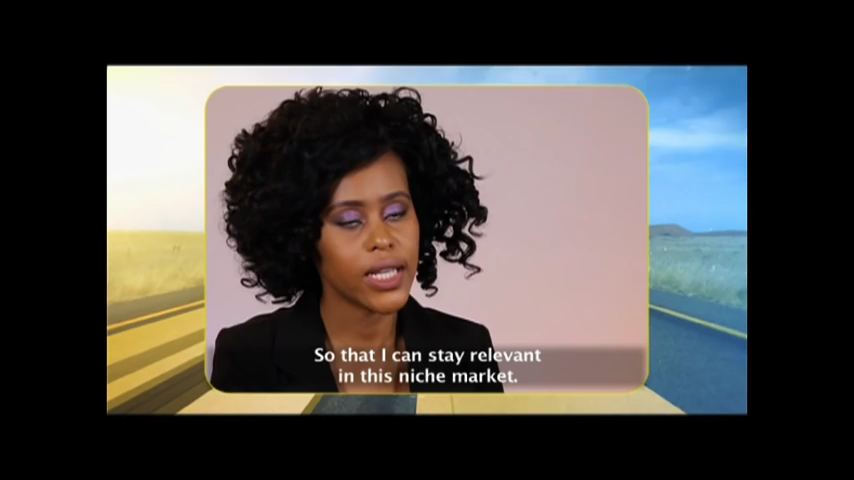 So that I can stay relevant
in this niche market.